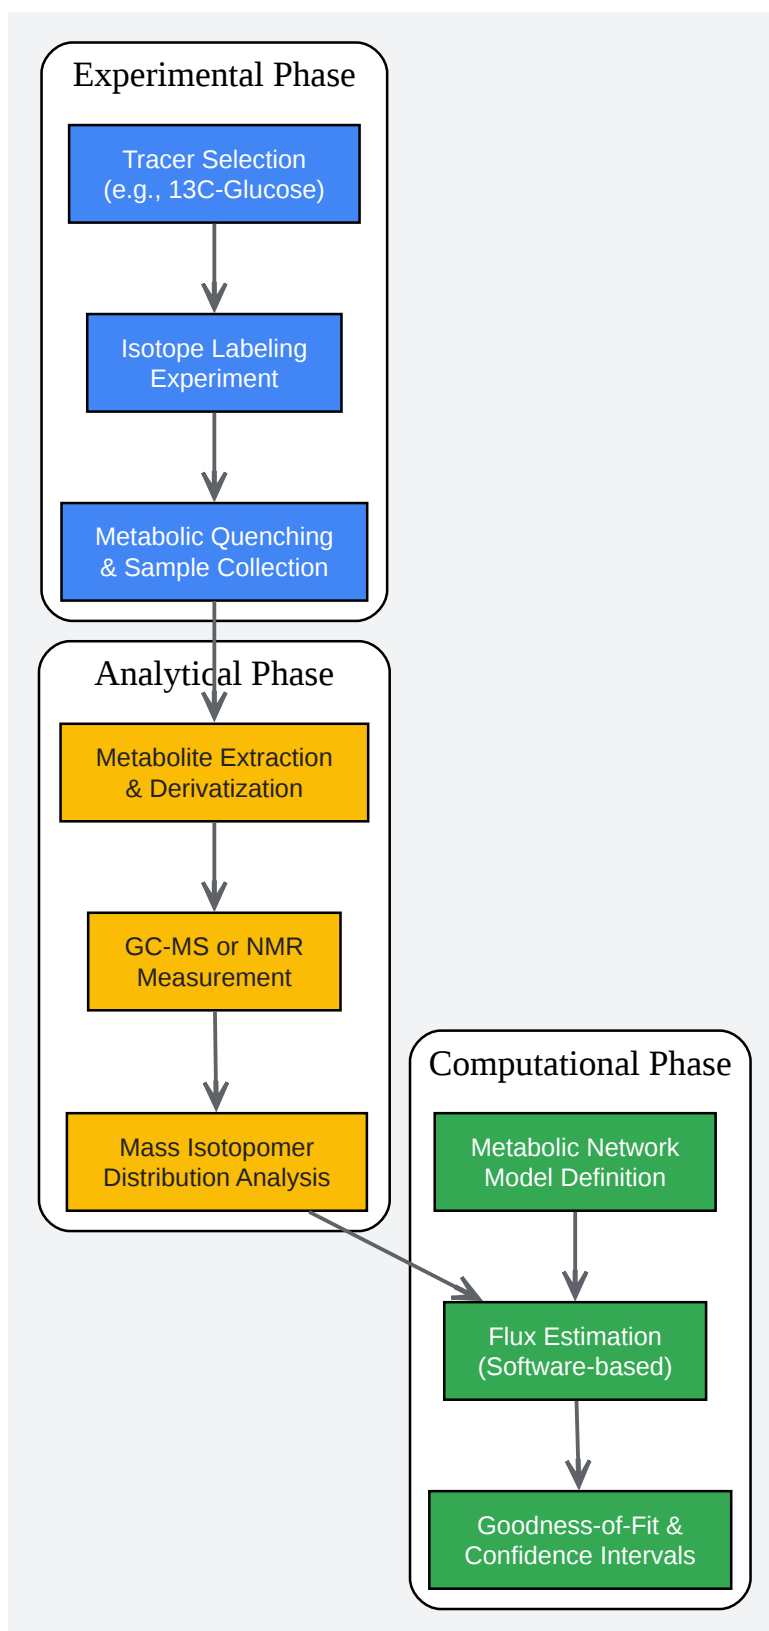 Experimental Phase
Tracer Selection
(e.g., 13C-Glucose)
Isotope Labeling
Experiment
Metabolic Quenching
& Sample Collection
Analytical Phase
Metabolite Extraction
& Derivatization
GC-MS or NMR
Measurement
Mass Isotopomer
Distribution Analysis
Computational Phase
Metabolic Network
Model Definition
Flux Estimation
(Software-based)
Goodness-of-Fit &
Confidence Intervals